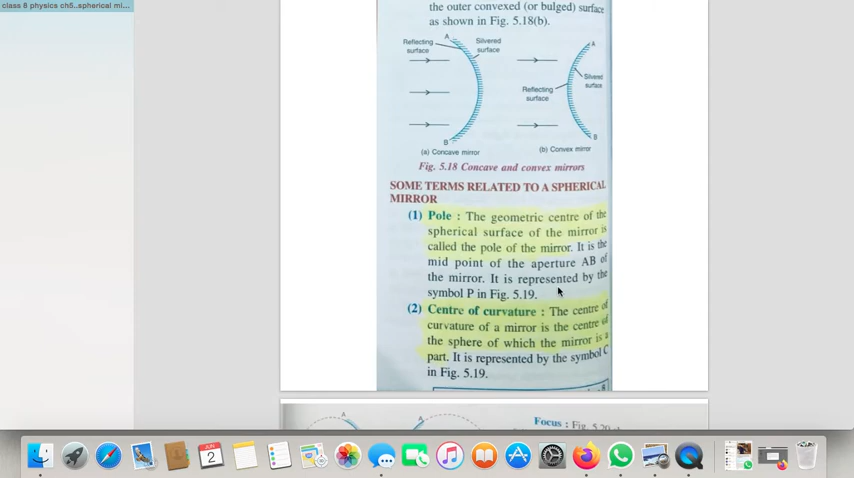 class 8 physics ch5..spherical mi...
the outer convexed (or bulged) surface
as shown in Fig. 5.18(b).
Reflecting
surface
A
Silvered
surface
B
(a) Concave mirror
A
Silvered
surface
Reflecting
surface
B
(b) Convex mirror
Fig. 5.18 Concave and convex mirrors
SOME TERMS RELATED TO A SPHERICAL
MIRROR
(1) Pole : The geometric centre of the
spherical surface of the mirror is
called the pole of the mirror. It is the
mid point of the aperture AB of
the mirror. It is represented by the
symbol P in Fig. 5.19.
(2) Centre of curvature : The centre of
curvature of a mirror is the centre of
the sphere of which the mirror is a
part. It is represented by the symbol C
in Fig. 5.19.
A
A
Focus : Fig. 5.20
JUN
2